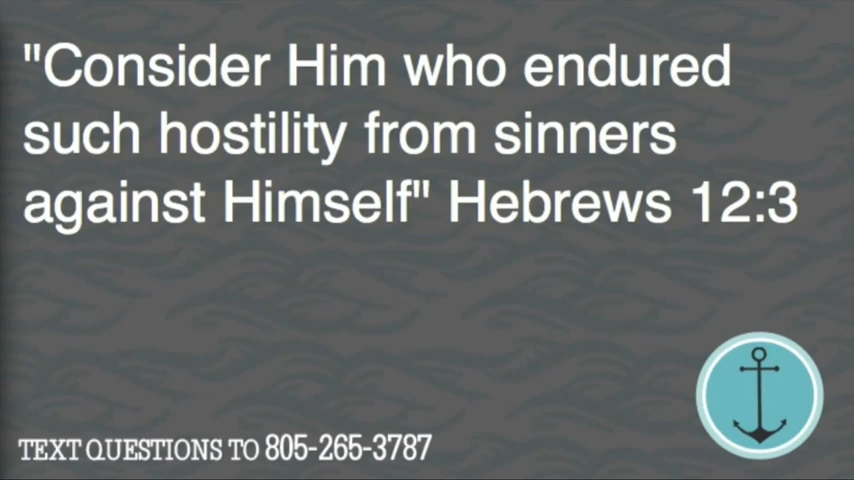 "Consider Him who endured
such hostility from sinners
against Himself" Hebrews 12:3
TEXT QUESTIONS TO 805-265-3787